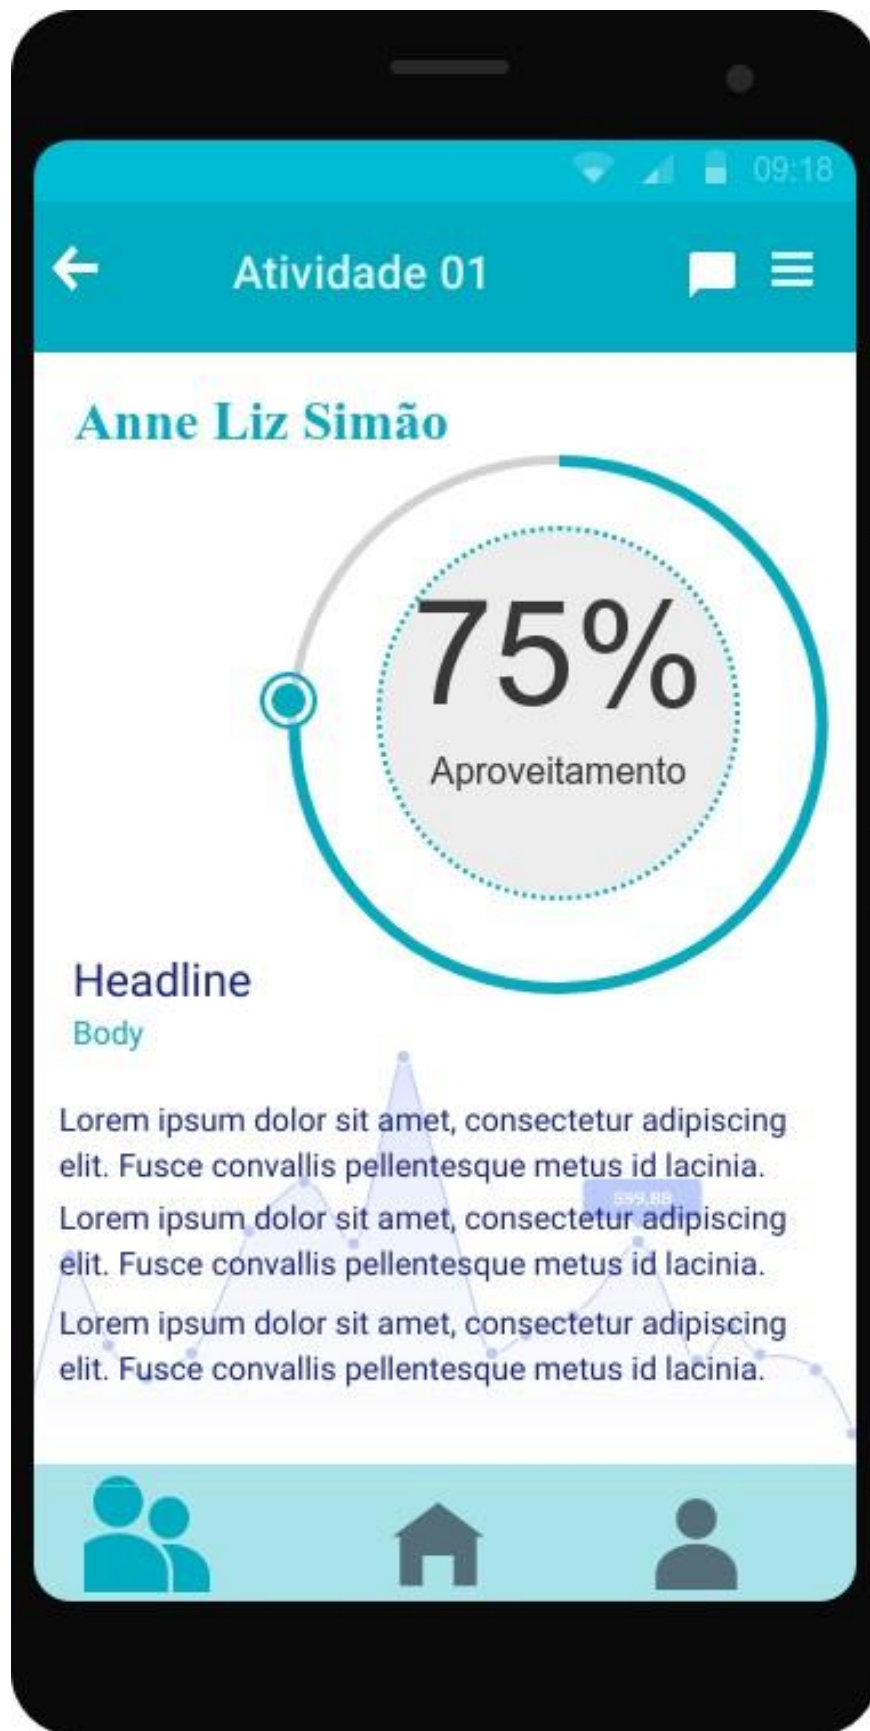 09:18
Atividade 01
Anne Liz Simão
75%
Aproveitamento
Headline
Body
Lorem ipsum dolor sit amet, consectetur adipiscing
elit. Fusce convallis pellentesque metus id lacinia.
Lorem ipsum dolor sit amet, consectetur adipiscing
elit. Fusce convallis pellentesque metus id lacinia.
Lorem ipsum dolor sit amet, consectetur adipiscing
elit. Fusce convallis pellentesque metus id lacinia.